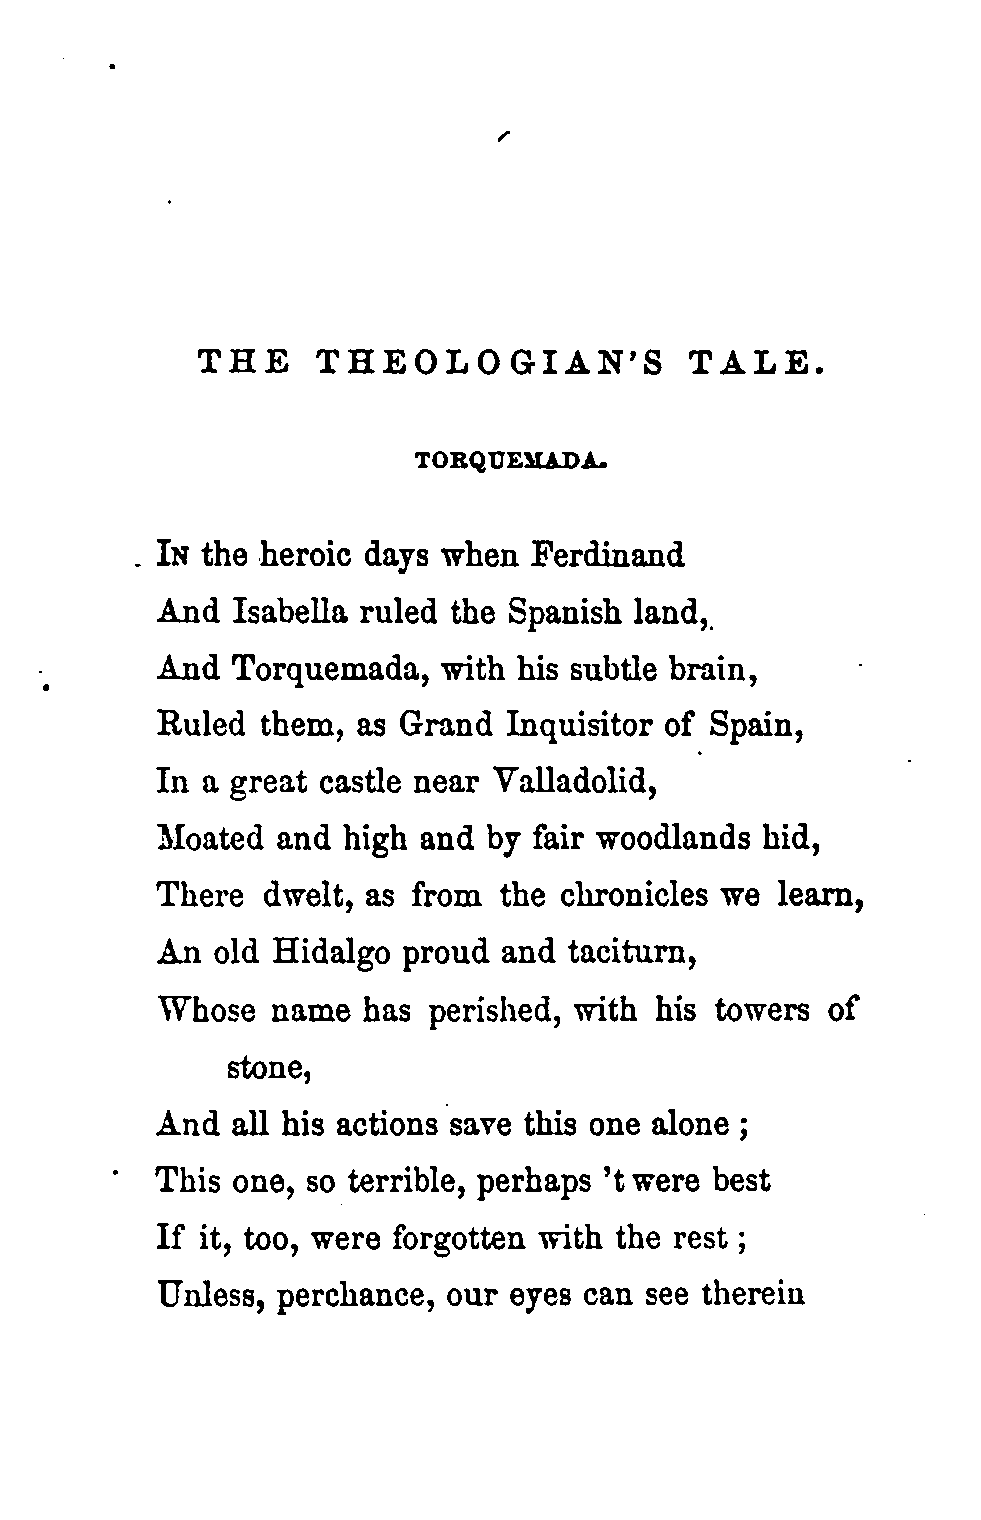 THE THEOLOGIAN'S TALE.
TORQUEMADA.
In the heroic days when Ferdinand
And Isabella ruled the Spanish land,
And Torquemada, with his subtle brain,
Ruled them, as Grand Inquisitor of Spain,
In a great castle near Valladolid,
Moated and high and by fair woodlands hid,
There dwelt, as from the chronicles we learn,
An old Hidalgo proud and taciturn,
Whose name has perished, with his towers of
stone,
And all his actions save this one alone ;
This one, so terrible, perhaps 't were best
If it, too, were forgotten with the rest ;
Unless, perchance, our eyes can see therein